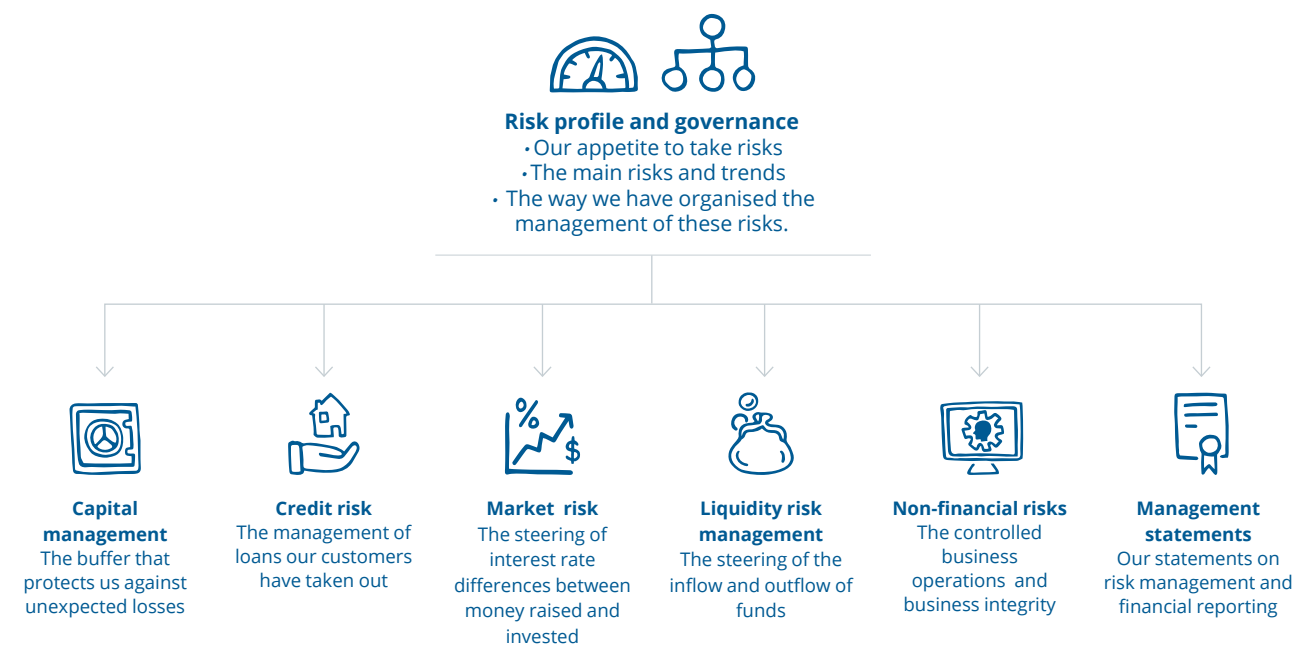 Risk profile and governance
• Our appetite to take risks
• The main risks and trends
• The way we have organised the
management of these risks.
Capital
management
The buffer that
protects us against
unexpected losses
Credit risk
The management of
loans our customers
have taken out
Market risk
The steering of
interest rate
differences between
money raised and
invested
Liquidity risk
management
The steering of the
inflow and outflow of
funds
Non-financial risks
The controlled
business
operations and
business integrity
Management
statements
Our statements on
risk management and
financial reporting
%
$